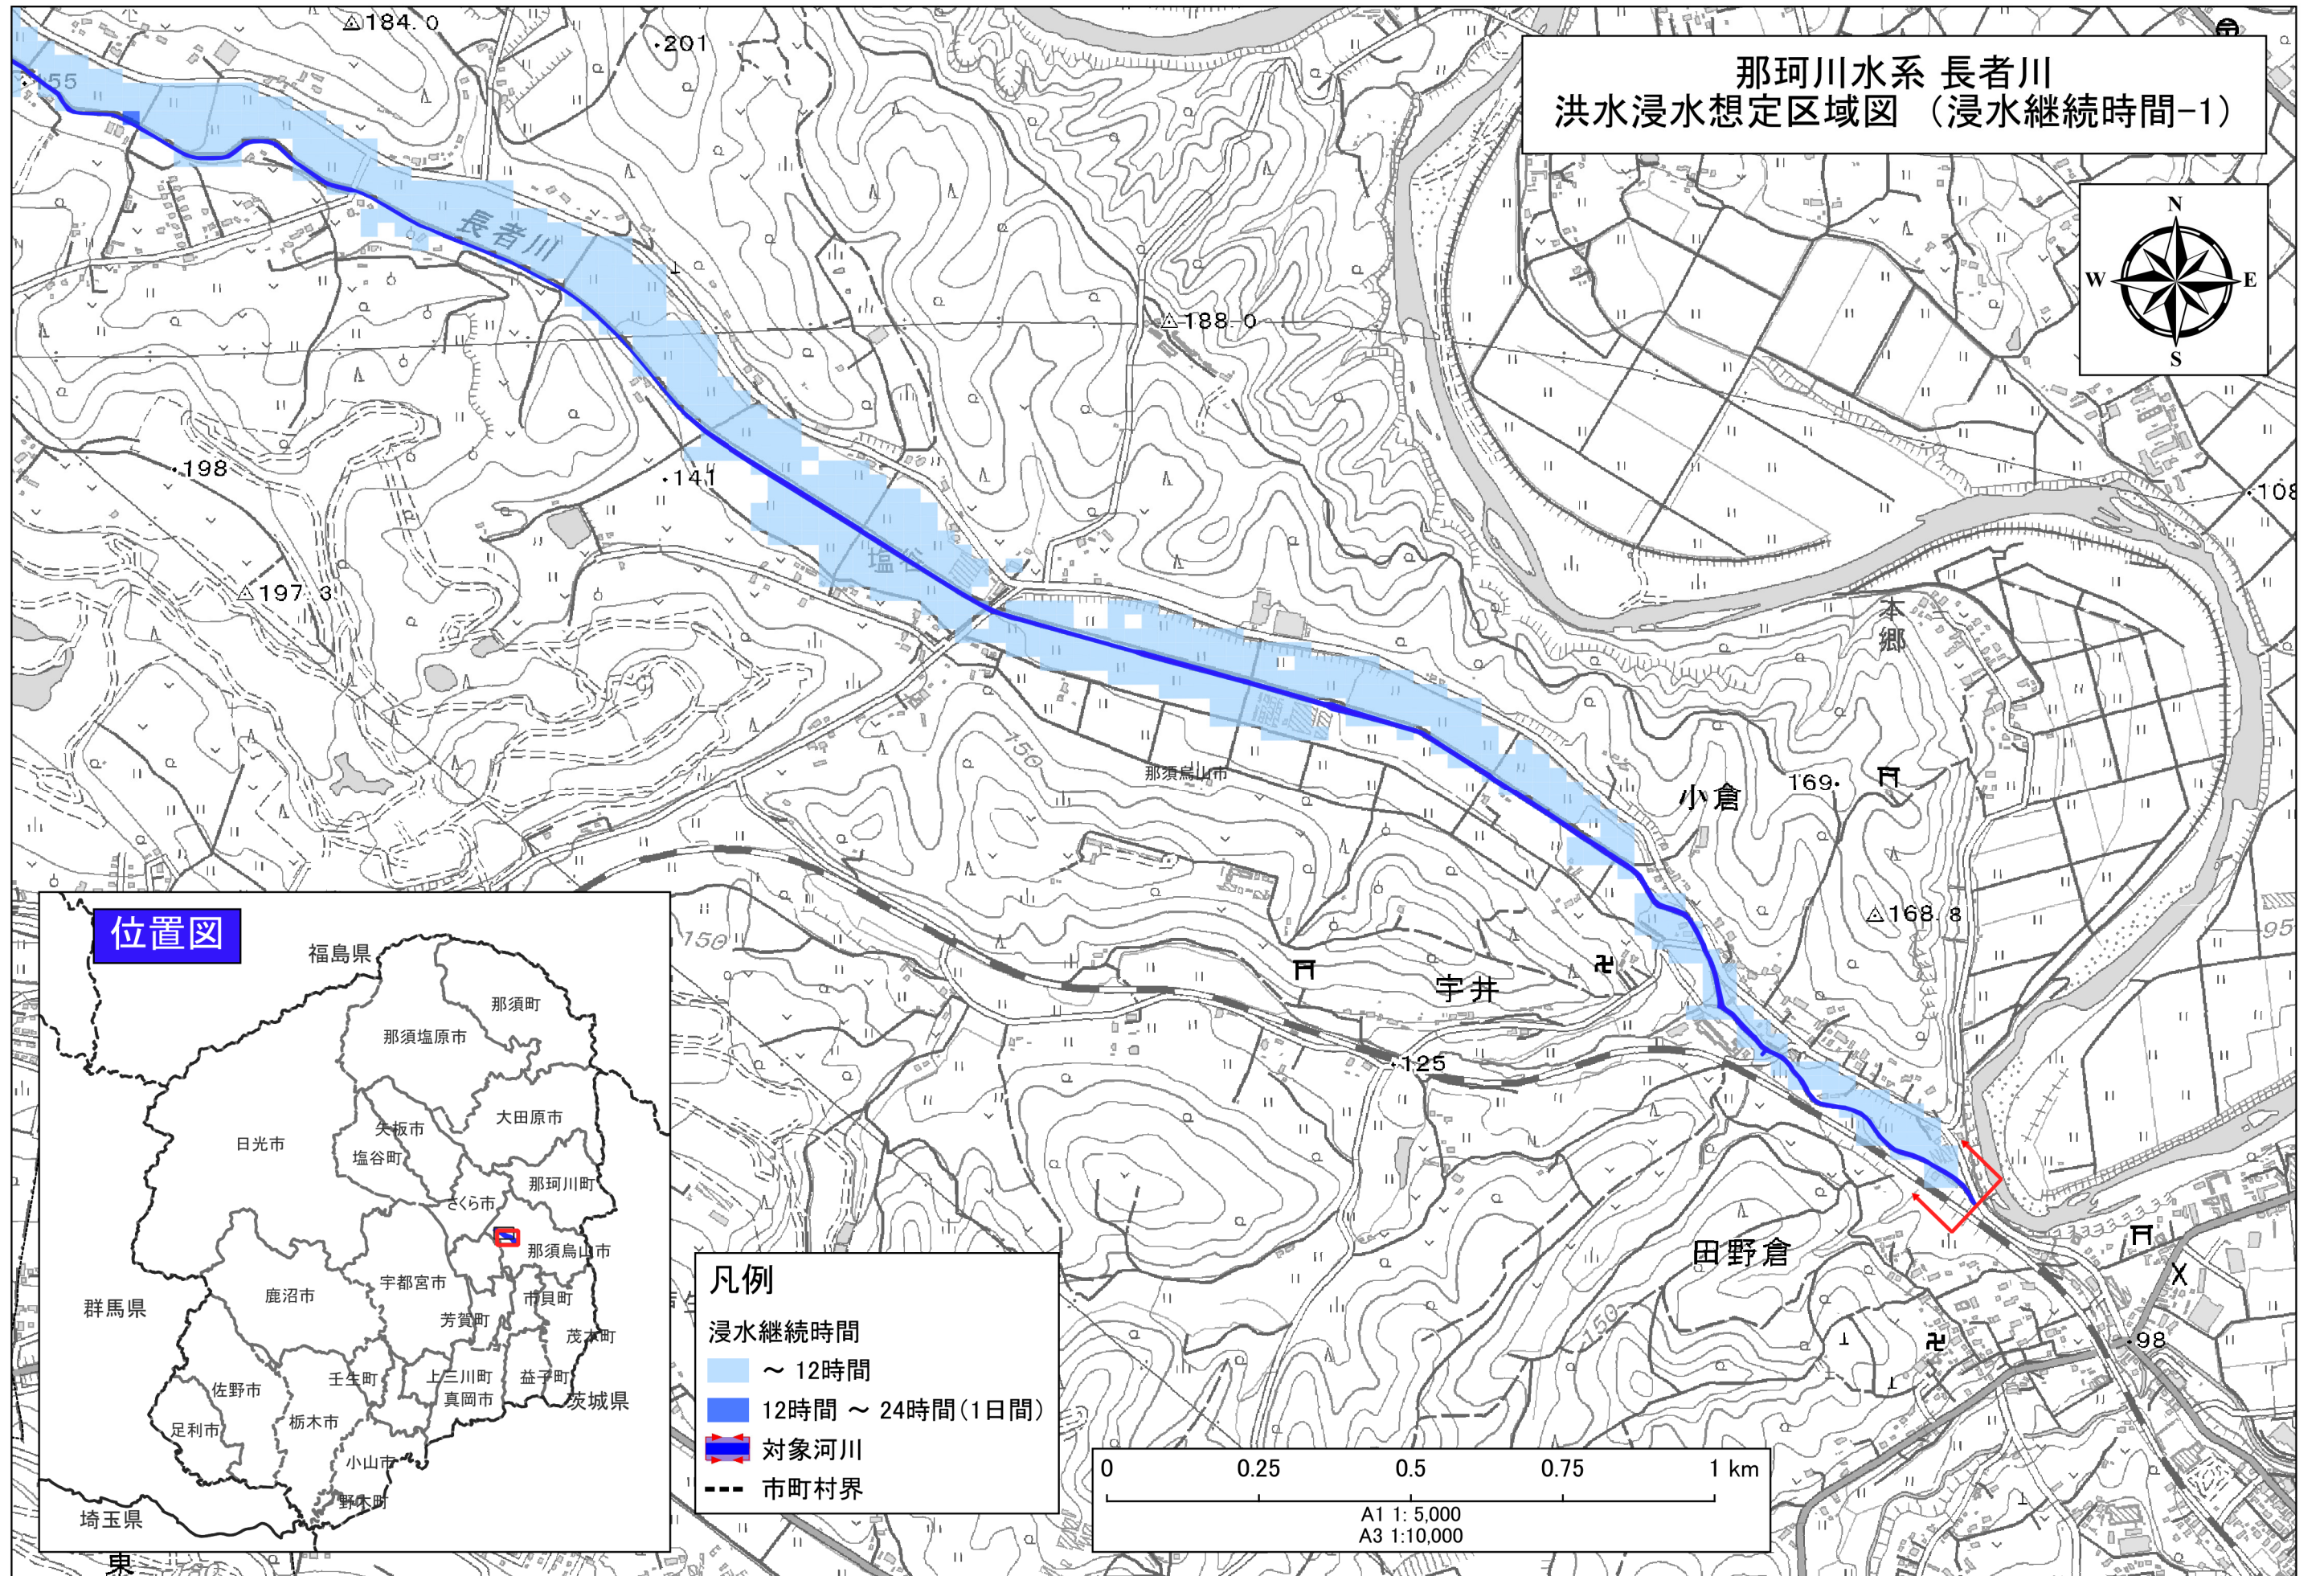 那珂川水系 長者川
洪水浸水想定区域図 （浸水継続時間-1）
N
W
E
S
184.0
201
55
長者川
188.0
198
141
108
197.3
塩谷
本郷
150
那須烏山市
小倉
169
168.8
150
95
宇井
125
田野倉
150
98
東
位置図
福島県
那須町
那須塩原市
大田原市
日光市
矢板市
塩谷町
那珂川町
さくら市
那須烏山市
宇都宮市
鹿沼市
市貝町
群馬県
芳賀町
茂木町
上三川町
益子町
壬生町
佐野市
真岡市
茨城県
栃木市
足利市
小山市
野木町
埼玉県
凡例
浸水継続時間
～ 12時間
12時間 ～ 24時間（1日間）
対象河川
市町村界
0 0.25 0.5 0.75 1 km
A1 1: 5,000
A3 1:10,000